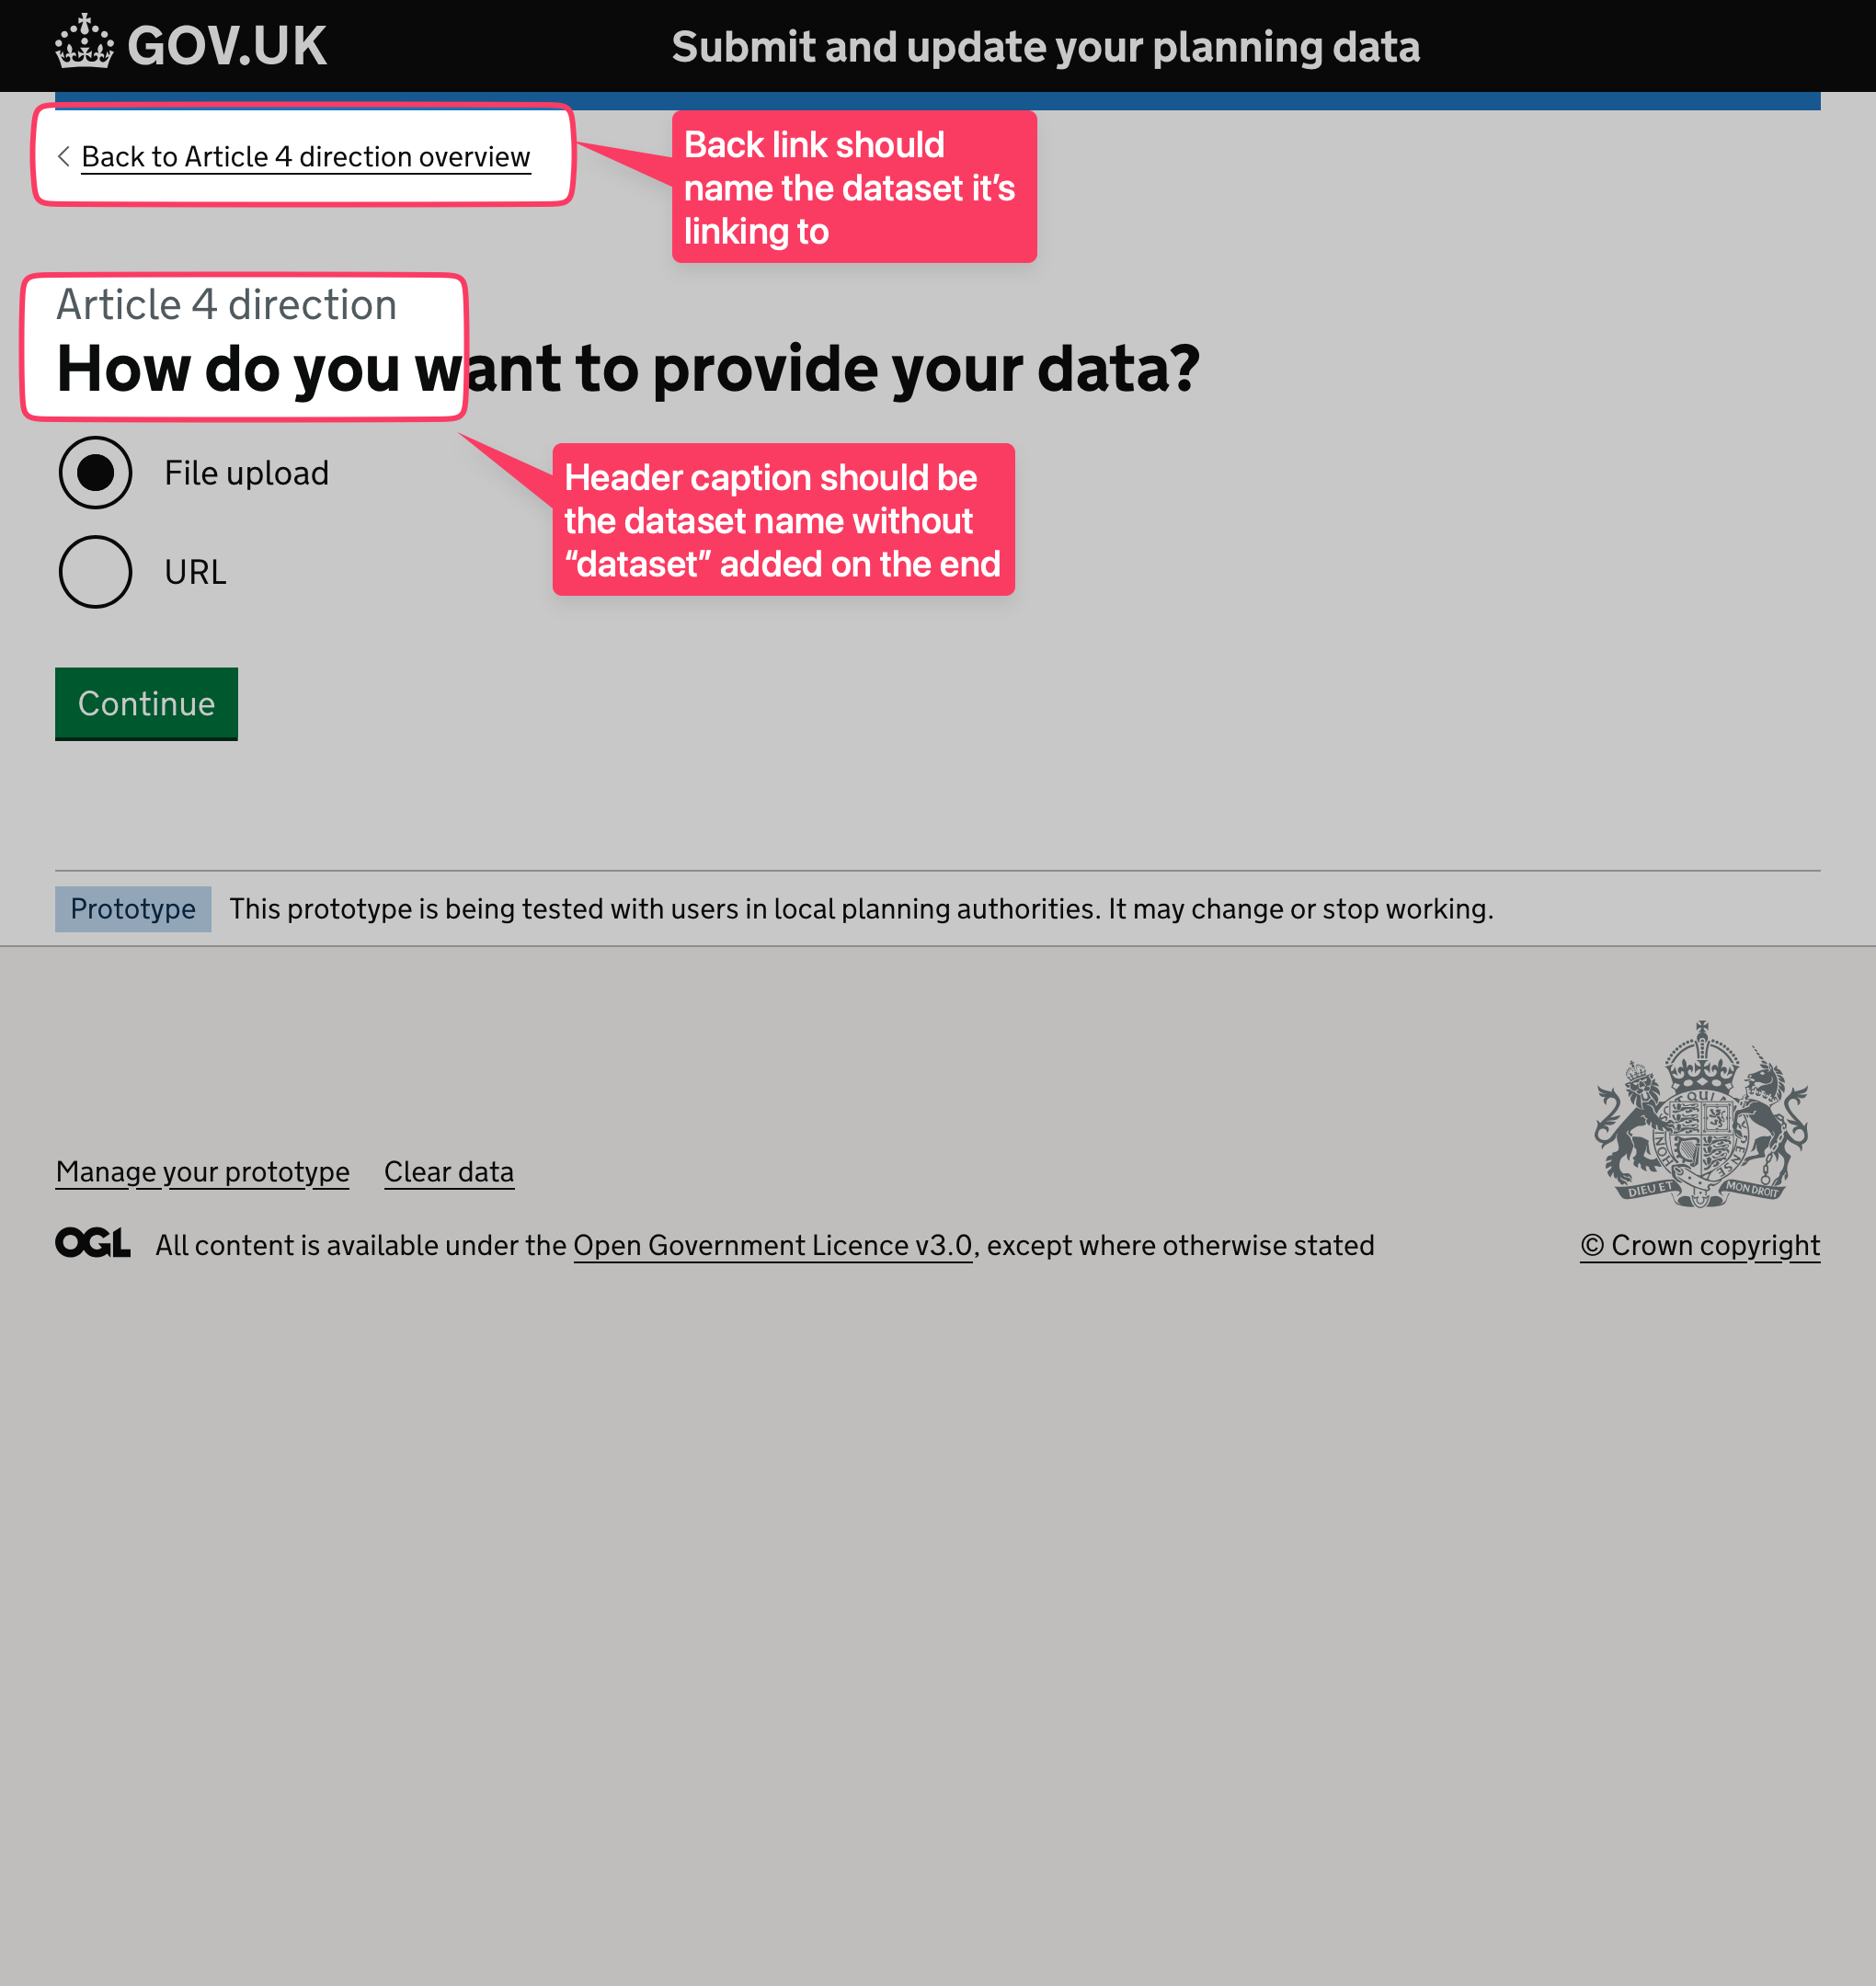 GOV.UK
Submit and update your planning data
Back to Article 4 direction overview
Back link should
name the dataset it’s
linking to
Article 4 direction
How do you want to provide your data?
File upload
Header caption should be
the dataset name without
“dataset” added on the end
URL
Continue
Prototype This prototype is being tested with users in local planning authorities. It may change or stop working.
DIEU ET MON DROIT
Manage your prototype Clear data
OGL All content is available under the Open Government Licence v3.0, except where otherwise stated
© Crown copyright